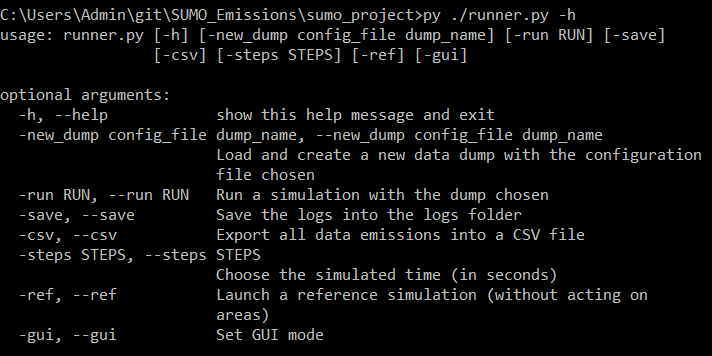 C:\Users\Admin\git\SUMO_Emissions\sumo_project>py ./runner.py -h
usage: runner.py [-h] [-new_dump config_file dump_name] [-run RUN] [-save]
                 [-csv] [-steps STEPS] [-ref] [-gui]

optional arguments:
  -h, --help            show this help message and exit
  -new_dump config_file dump_name, --new_dump config_file dump_name
                        Load and create a new data dump with the configuration
                        file chosen
  -run RUN, --run RUN   Run a simulation with the dump chosen
  -save, --save         Save the logs into the logs folder
  -csv, --csv           Export all data emissions into a CSV file
  -steps STEPS, --steps STEPS
                        Choose the simulated time (in seconds)
  -ref, --ref           Launch a reference simulation (without acting on
                        areas)
  -gui, --gui           Set GUI mode